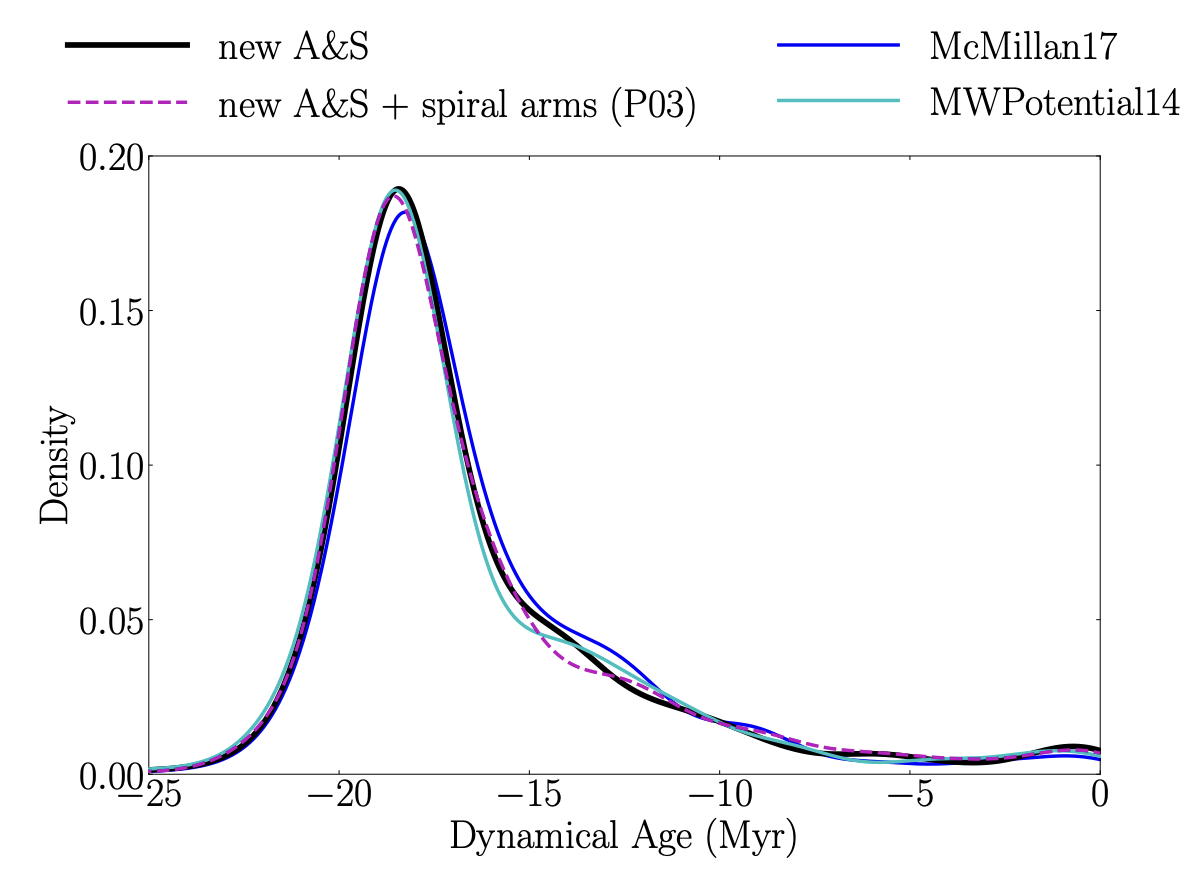 new A&S
McMillan17
new A&S + spiral arms (P03)
MWPotential14
0.20
0.15
0.10
0.05
0.00
Density
−25
−20
−15
−10
−5
0
Dynamical Age (Myr)